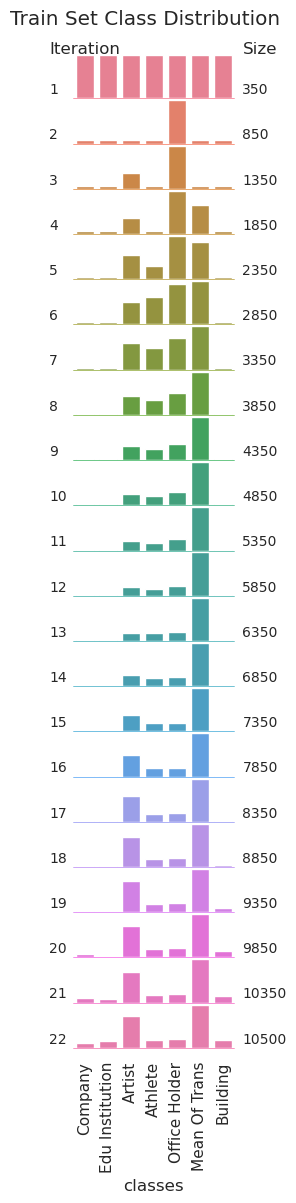 Train Set Class Distribution
Iteration Size
1 350
2 850
3 1350
4 1850
5 2350
6 2850
7 3350
8 3850
9 4350
10 4850
11 5350
12 5850
13 6350
14 6850
15 7350
16 7850
17 8350
18 8850
19 9350
20 9850
21 10350
22 10500
Company
Edu Institution
Artist
Athlete
Office Holder
Mean Of Trans
Building
classes